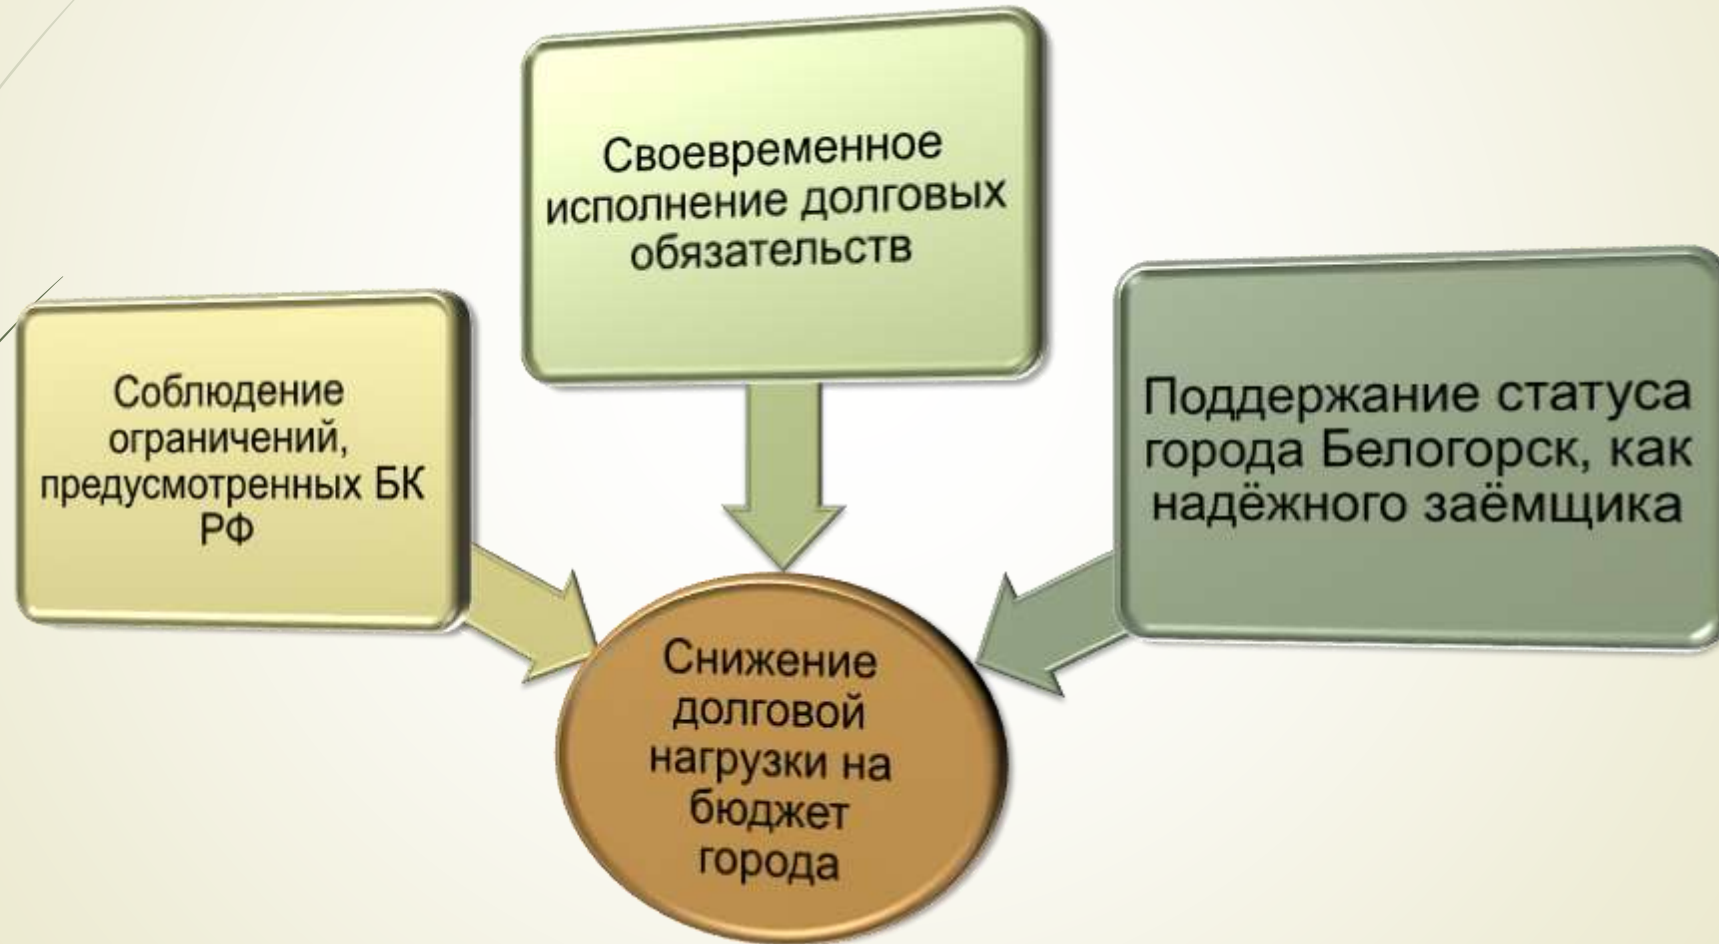 Своевременное
исполнение долговых
обязательств
Соблюдение
ограничений,
предусмотренных БК
РФ
Поддержание статуса
города Белогорск, как
надёжного заёмщика
Снижение
долговой
нагрузки на
бюджет
города